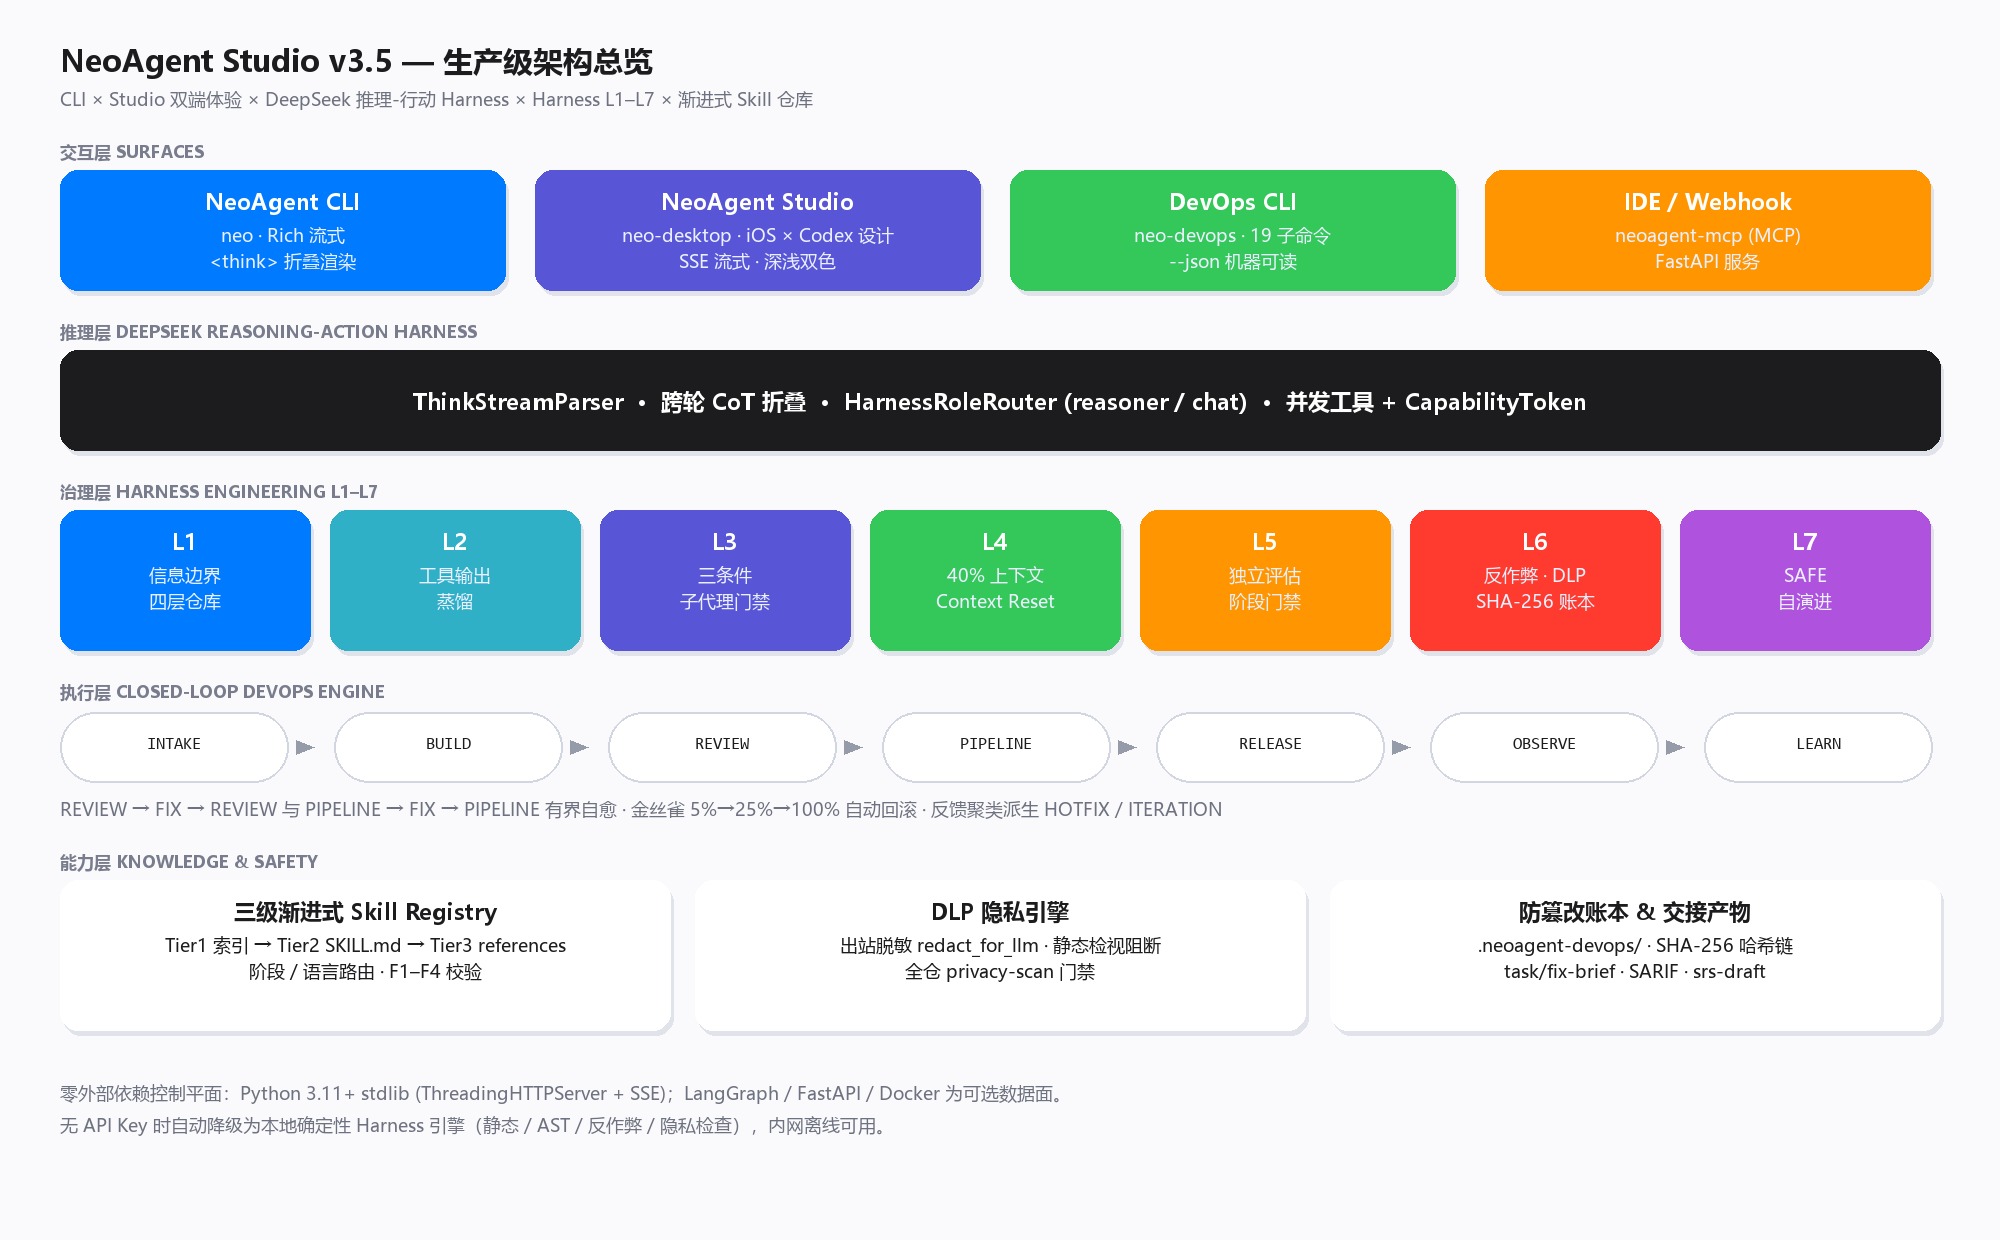 NeoAgent Studio v3.5 — 生产级架构总览
CLI × Studio 双端体验 × DeepSeek 推理-行动 Harness × Harness L1–L7 × 渐进式 Skill 仓库
交互层 SURFACES
NeoAgent CLI
neo · Rich 流式
<think> 折叠渲染
NeoAgent Studio
neo-desktop · iOS × Codex 设计
SSE 流式 · 深浅双色
DevOps CLI
neo-devops · 19 子命令
--json 机器可读
IDE / Webhook
neoagent-mcp (MCP)
FastAPI 服务
推理层 DEEPSEEK REASONING-ACTION HARNESS
ThinkStreamParser • 跨轮 CoT 折叠 • HarnessRoleRouter (reasoner / chat) • 并发工具 + CapabilityToken
治理层 HARNESS ENGINEERING L1–L7
L1
信息边界
四层仓库
L2
工具输出
蒸馏
L3
三条件
子代理门禁
L4
40% 上下文
Context Reset
L5
独立评估
阶段门禁
L6
反作弊 · DLP
SHA-256 账本
L7
SAFE
自演进
执行层 CLOSED-LOOP DEVOPS ENGINE
INTAKE
BUILD
REVIEW
PIPELINE
RELEASE
OBSERVE
LEARN
REVIEW → FIX → REVIEW 与 PIPELINE → FIX → PIPELINE 有界自愈 · 金丝雀 5%→25%→100% 自动回滚 · 反馈聚类派生 HOTFIX / ITERATION
能力层 KNOWLEDGE & SAFETY
三级渐进式 Skill Registry
Tier1 索引 → Tier2 SKILL.md → Tier3 references
阶段 / 语言路由 · F1–F4 校验
DLP 隐私引擎
出站脱敏 redact_for_llm · 静态检视阻断
全仓 privacy-scan 门禁
防篡改账本 & 交接产物
.neoagent-devops/ · SHA-256 哈希链
task/fix-brief · SARIF · srs-draft
零外部依赖控制平面：Python 3.11+ stdlib (ThreadingHTTPServer + SSE)；LangGraph / FastAPI / Docker 为可选数据面。
无 API Key 时自动降级为本地确定性 Harness 引擎（静态 / AST / 反作弊 / 隐私检查），内网离线可用。